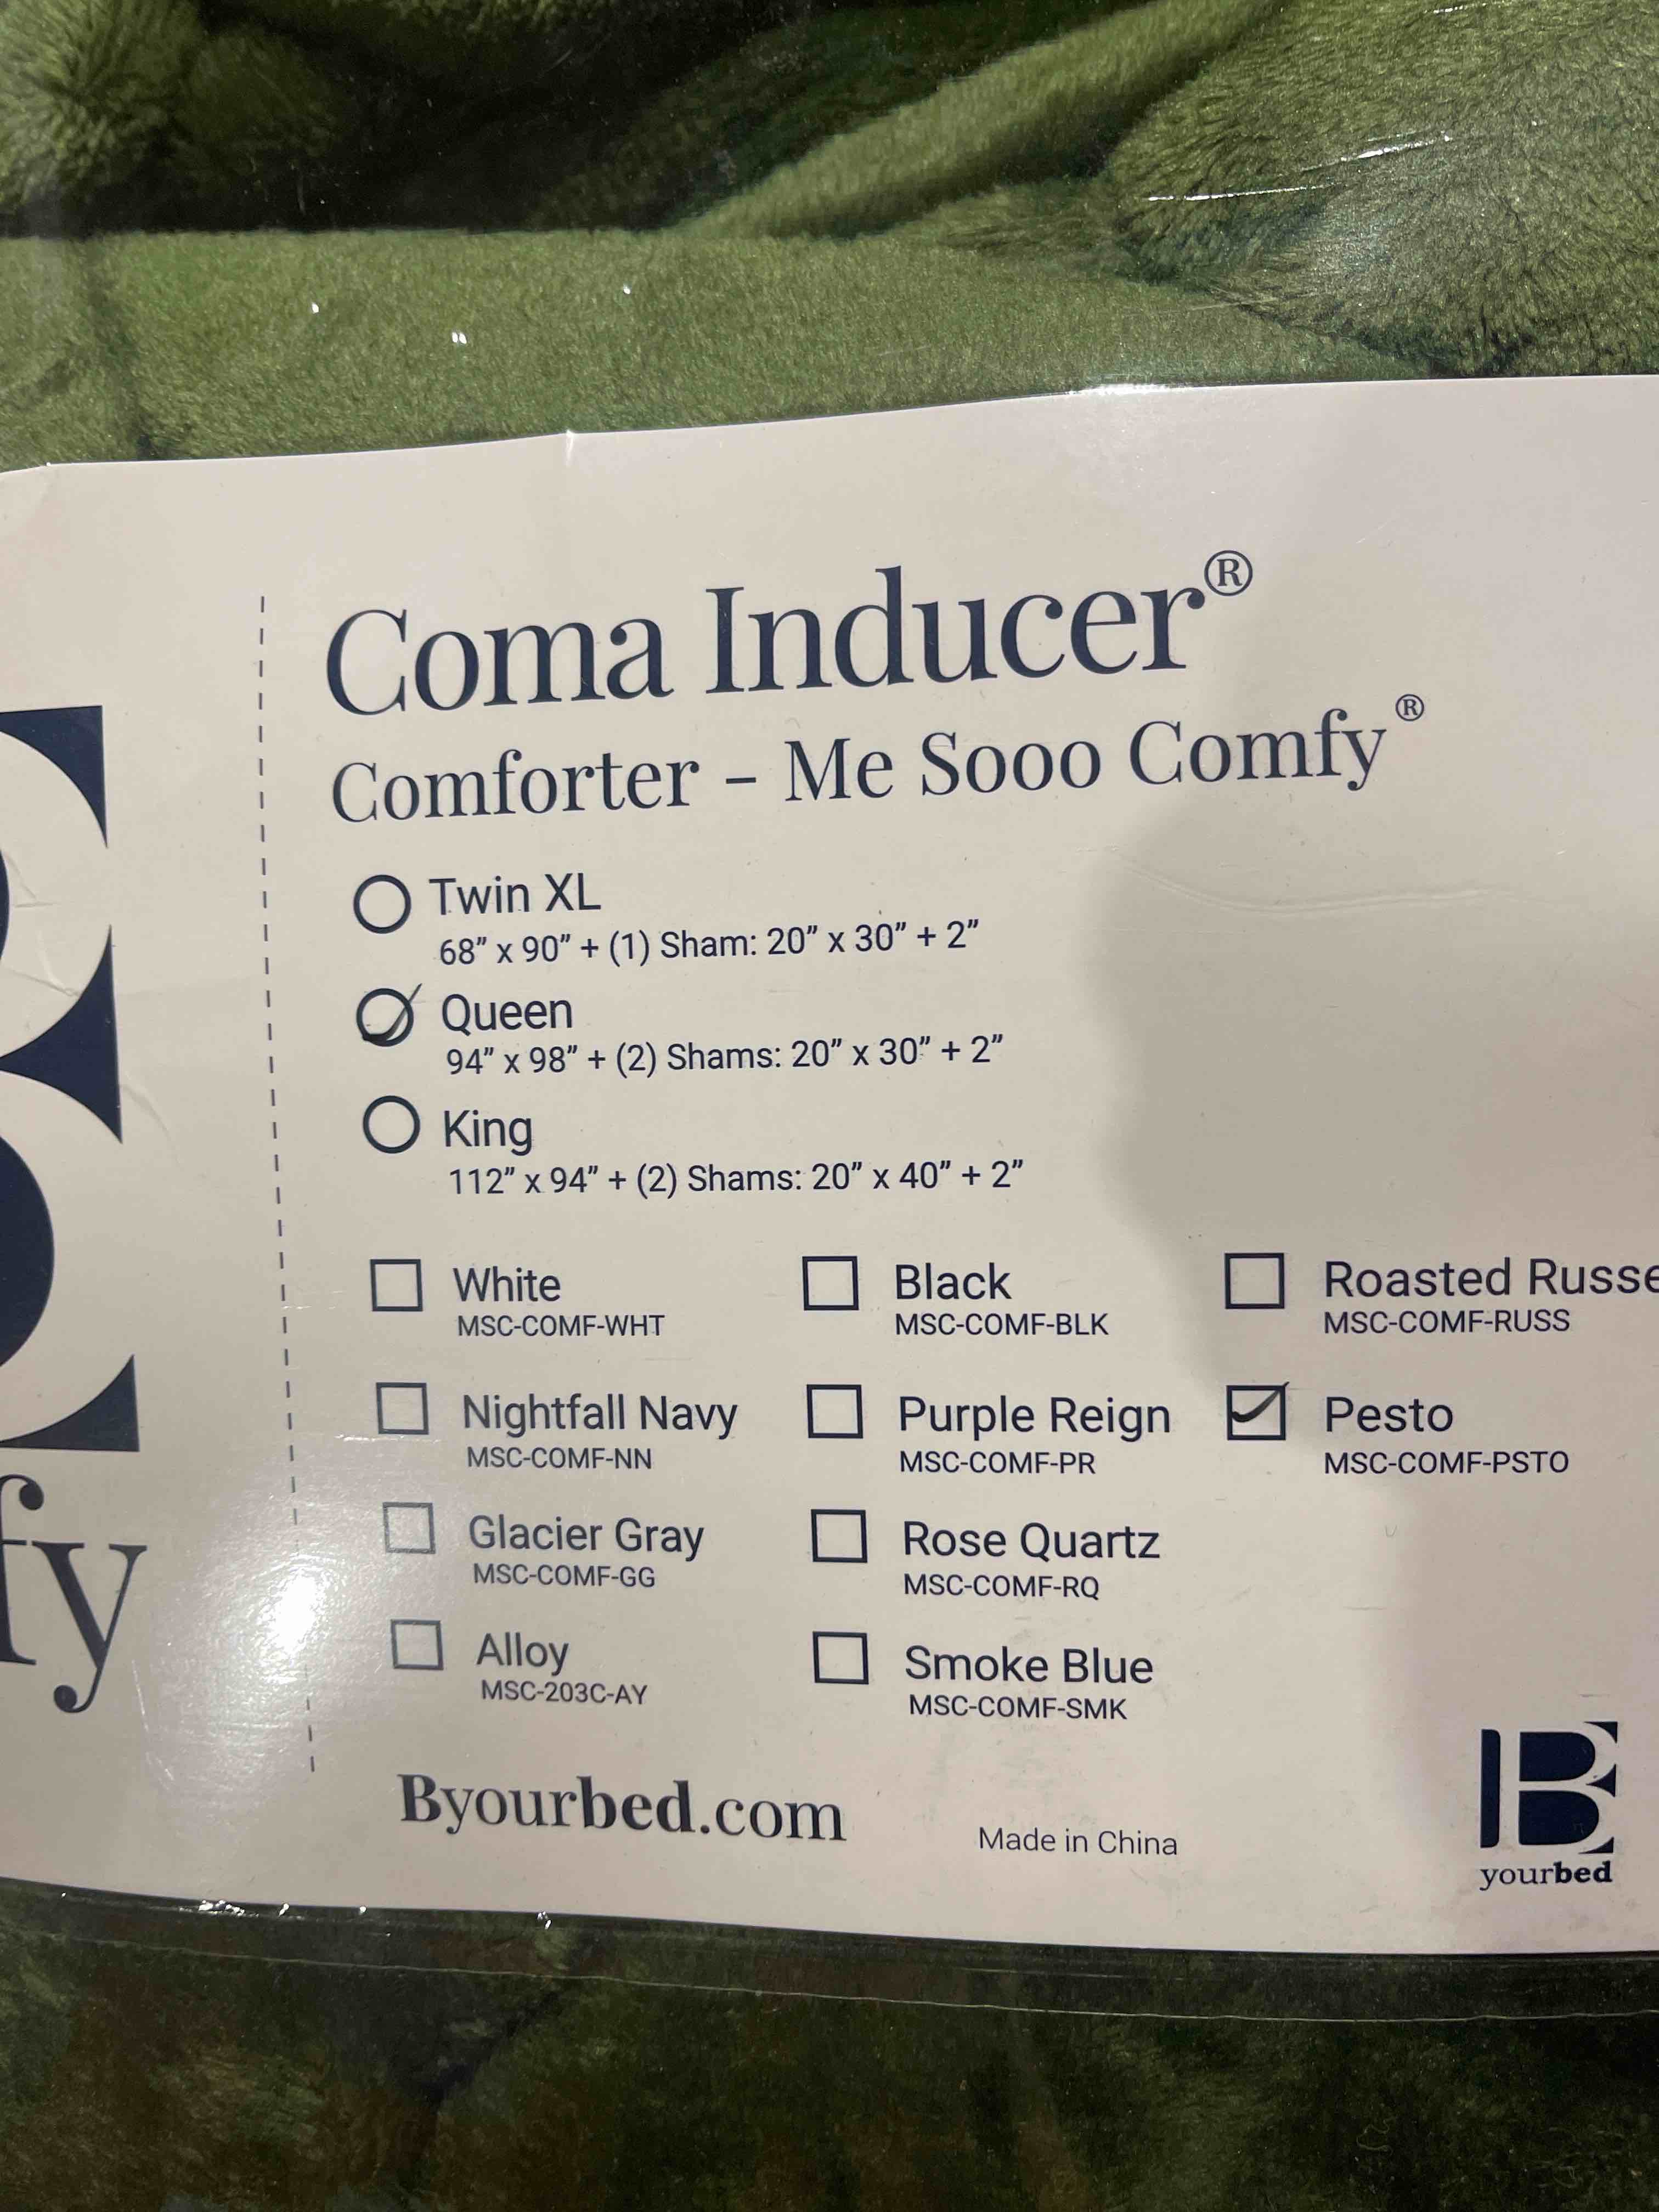 Coma Inducer®
Comforter - Me Sooo Comfy®
Twin XL
68” x 90” + (1) Sham: 20” x 30” + 2”
Queen
94” x 98” + (2) Shams: 20” x 30” + 2”
King
112” x 94” + (2) Shams: 20” x 40” + 2”
White
MSC-COMF-WHT
Nightfall Navy
MSC-COMF-NN
Glacier Gray
MSC-COMF-GG
Alloy
MSC-203C-AY
Black
MSC-COMF-BLK
Purple Reign
MSC-COMF-PR
Rose Quartz
MSC-COMF-RQ
Smoke Blue
MSC-COMF-SMK
Roasted Russe
MSC-COMF-RUSS
Pesto
MSC-COMF-PSTO
Byourbed.com
Made in China
B
yourbed
fy